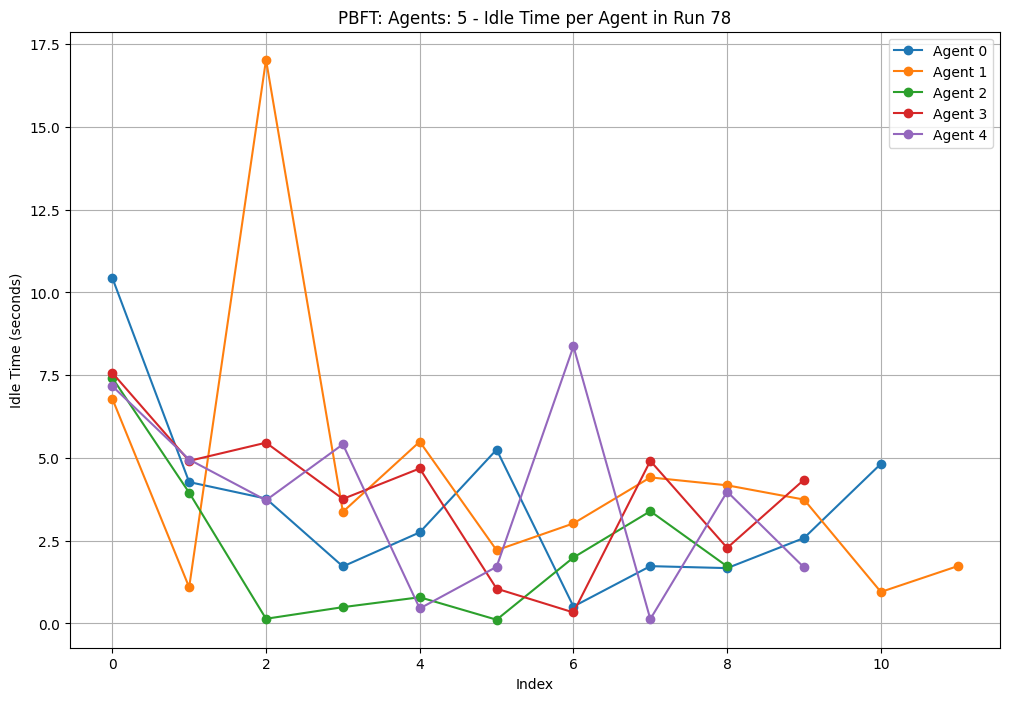 PBFT: Agents: 5 - Idle Time per Agent in Run 78
17.5
15.0
12.5
10.0
7.5
5.0
2.5
0.0
Idle Time (seconds)
0 2 4 6 8 10
Index
Agent 0
Agent 1
Agent 2
Agent 3
Agent 4